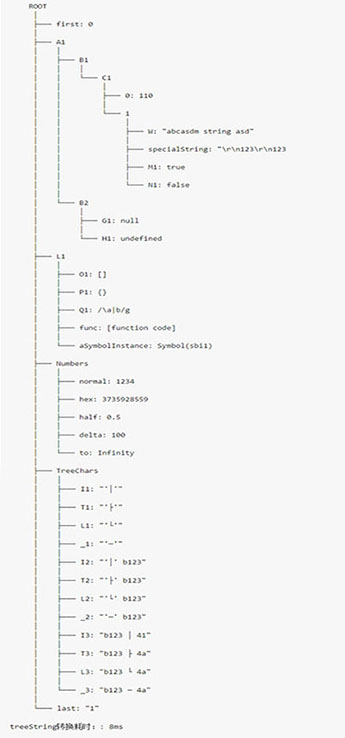 ROOT
├── first: 0
├── A1
│   ├── B1
│   │   └── C1
│   │       ├── 0: 110
│   │       └── 1
│   │           ├── W: "abcasdm string asd"
│   │           ├── specialString: "\r\n123\r\n123
│   │           ├── M1: true
│   │           └── N1: false
│   └── B2
│       ├── G1: null
│       └── H1: undefined
├── L1
│   ├── O1: []
│   ├── P1: {}
│   ├── Q1: /\a|b/g
│   ├── func: [function code]
│   └── aSymbolInstance: Symbol(sbi1)
├── Numbers
│   ├── normal: 1234
│   ├── hex: 3735928559
│   ├── half: 0.5
│   ├── delta: 100
│   └── to: Infinity
├── TreeChars
│   ├── I1: "'│'"
│   ├── T1: "'├'"
│   ├── L1: "'└'"
│   ├── _1: "'─'"
│   ├── I2: "'│' b123"
│   ├── T2: "'├' b123"
│   ├── L2: "'└' b123"
│   ├── _2: "'─' b123"
│   ├── I3: "b123 │ 41"
│   ├── T3: "b123 ├ 4a"
│   ├── L3: "b123 └ 4a"
│   └── _3: "b123 ─ 4a"
└── last: "1"
treeString转换耗时: : 8ms